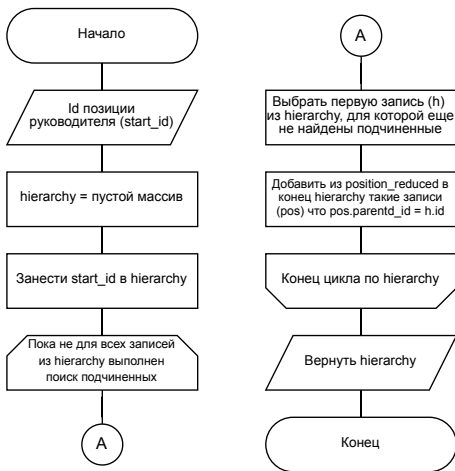 Начало
Id позиции
руководителя (start_id)
hierarchy = пустой массив
Занести start_id в hierarchy
Пока не для всех записей
из hierarchy выполнен
поиск подчиненных
А
А
Выбрать первую запись (h)
из hierarchy, для которой еще
не найдены подчиненные
Добавить из position_reduced в
конец hierarchy такие записи
(pos) что pos.parentd_id = h.id
Конец цикла по hierarchy
Вернуть hierarchy
Конец